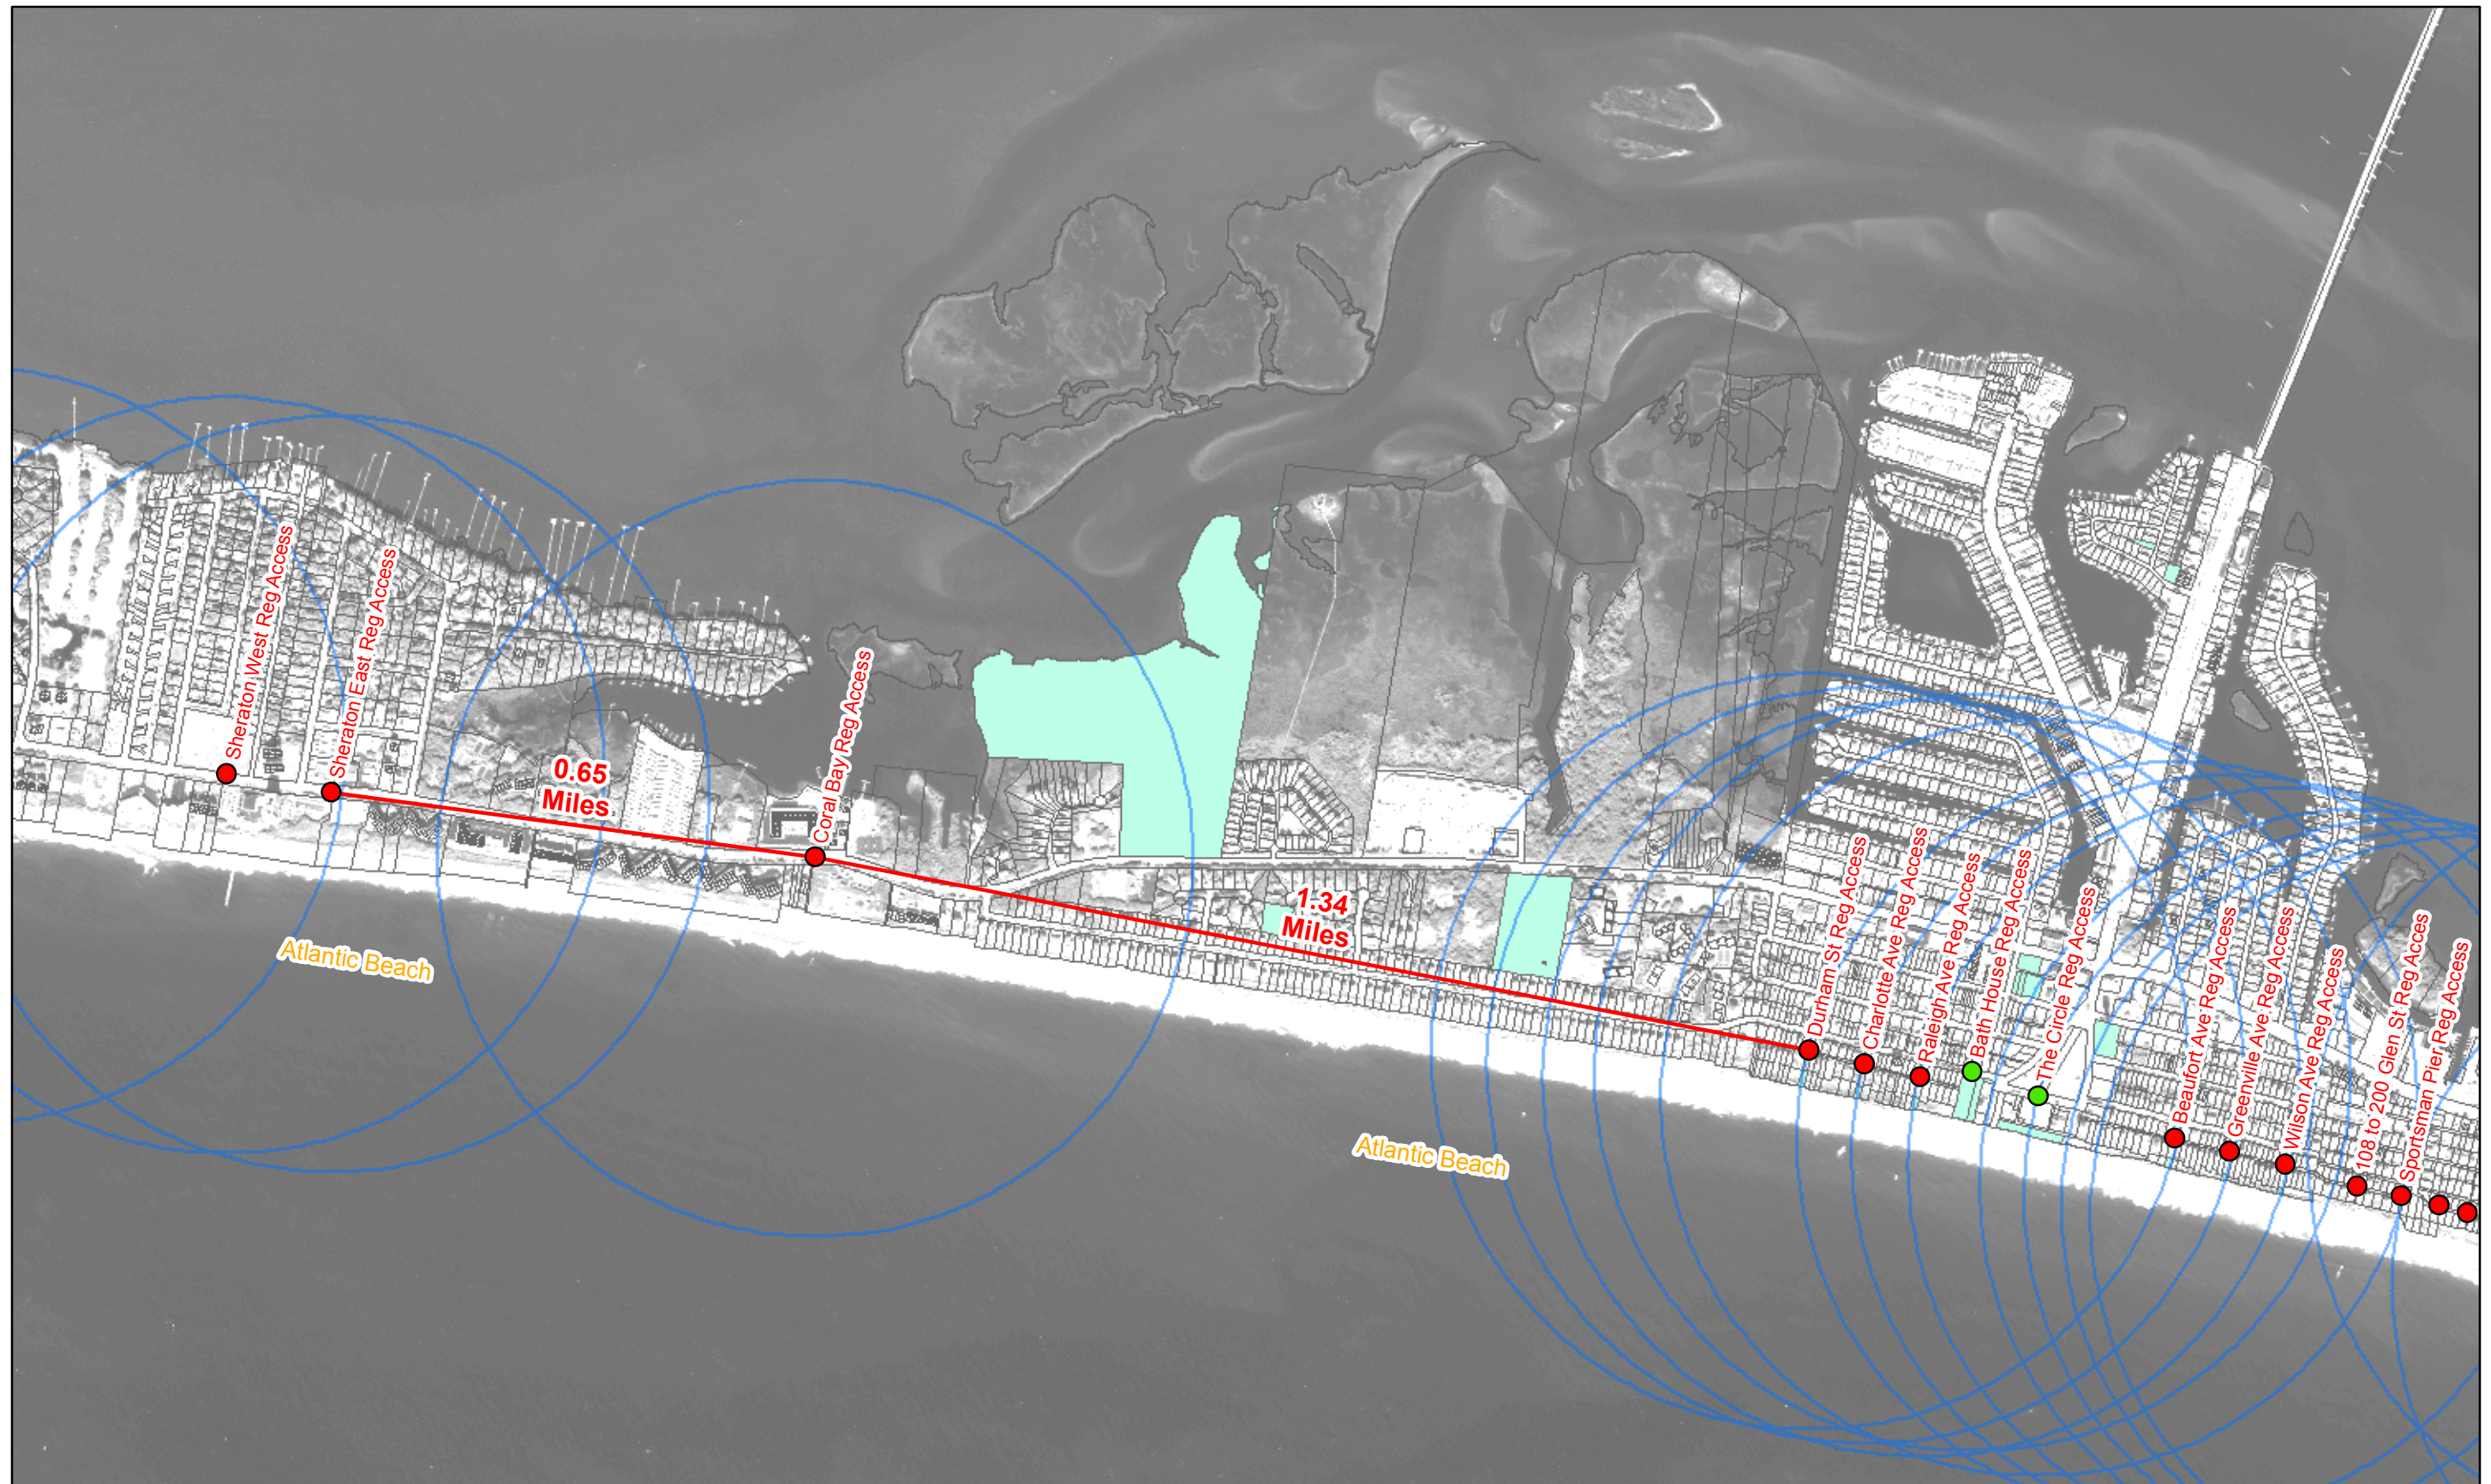 Sheraton West Reg Access
Sheraton East Reg Access
0.65
Miles
Coral Bay Reg Access
1.34
Miles
Atlantic Beach
Atlantic Beach
Durham St Reg Access
Charlotte Ave Reg Access
Raleigh Ave Reg Access
Bath House Reg Access
The Circle Reg Access
Beaufort Ave Reg Access
Greenville Ave Reg Access
Wilson Ave Reg Access
108 to 200 Glen St Reg Acces
Sportsman Pier Reg Access